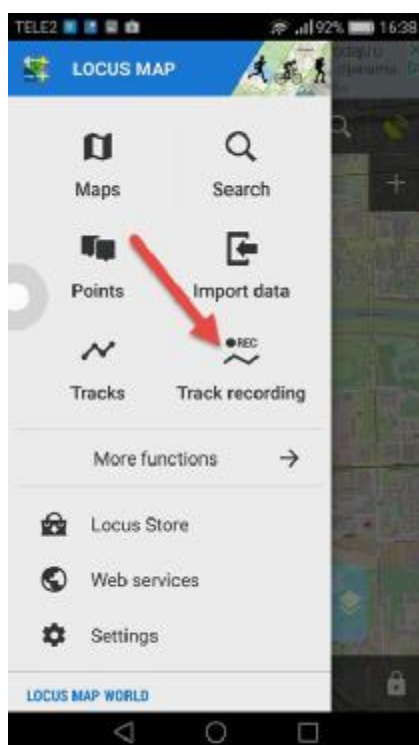 TELE2 92% 16:38
LOCUS MAP
Maps Search
Points Import data
REC
Tracks Track recording
More functions
Locus Store
Web services
Settings
LOCUS MAP WORLD